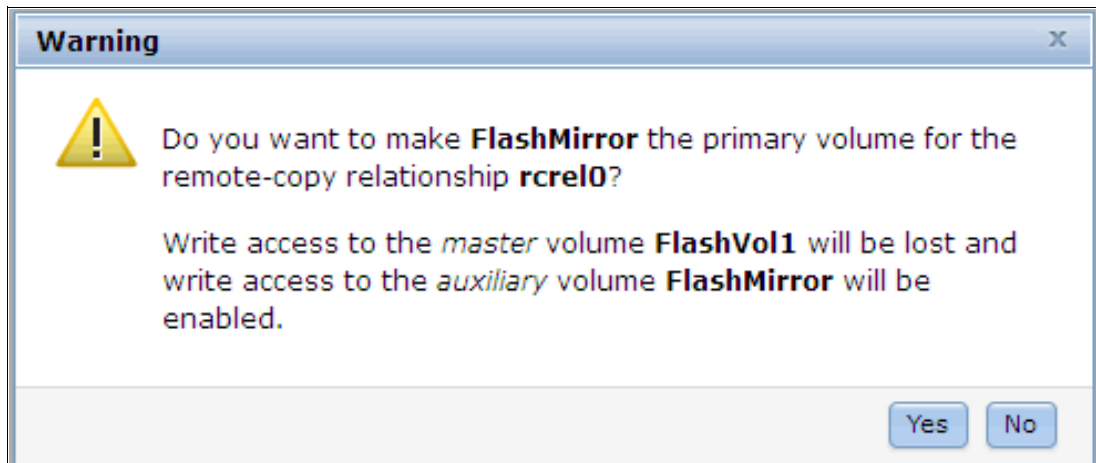 Warning
x
!
Do you want to make FlashMirror the primary volume for the
remote-copy relationship rcrel0?
Write access to the master volume FlashVol1 will be lost and
write access to the auxiliary volume FlashMirror will be
enabled.
Yes No